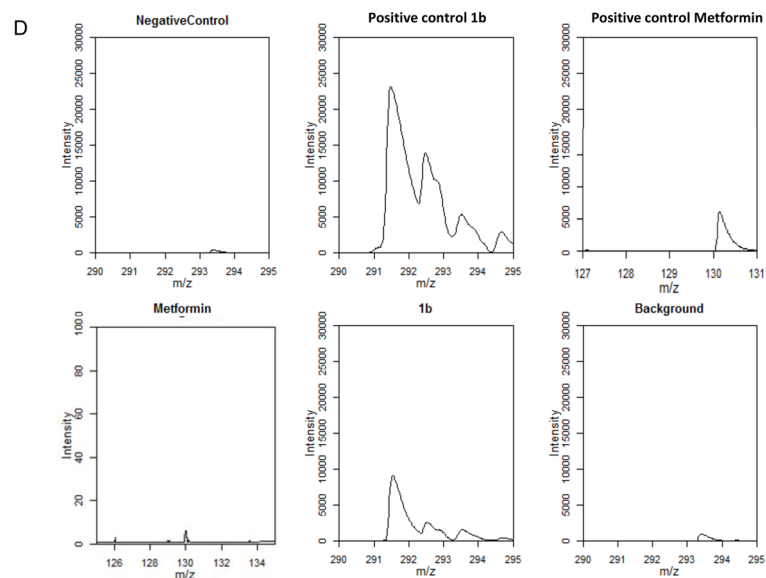 D
NegativeControl
Positive control 1b
Positive control Metformin
Intensity
30000
25000
20000
15000
10000
5000
0
290 291 292 293 294 295
m/z
Intensity
30000
25000
20000
15000
10000
5000
0
290 291 292 293 294 295
m/z
Intensity
30000
25000
20000
15000
10000
5000
0
127 128 129 130 131
m/z
Metformin
1b
Background
Intensity
100
80
60
40
20
0
126 128 130 132 134
m/z
Intensity
30000
25000
20000
15000
10000
5000
0
290 291 292 293 294 295
m/z
Intensity
30000
25000
20000
15000
10000
5000
0
290 291 292 293 294 295
m/z